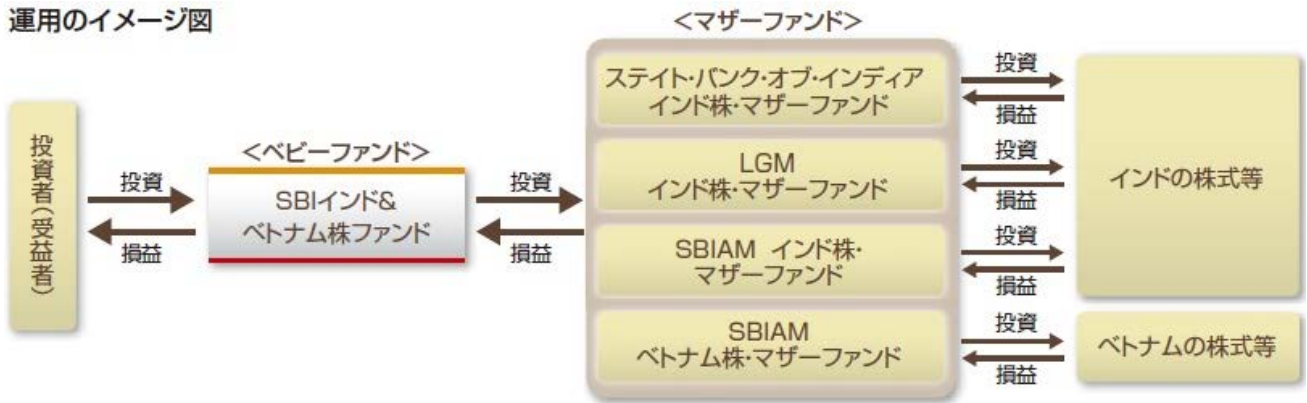 運用のイメージ図
<マザーファンド>
投資者(受益者)
投資
損益
<ベビーファンド>
SBIインド&
ベトナム株ファンド
投資
損益
ステイト・バンク・オブ・インディア
インド株・マザーファンド
投資
損益
LGM
インド株・マザーファンド
投資
損益
SBIAM インド株・
マザーファンド
投資
損益
SBIAM
ベトナム株・マザーファンド
投資
損益
インドの株式等
ベトナムの株式等